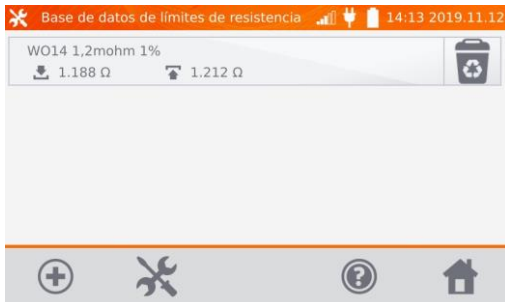 Base de datos de límites de resistencia 14:13 2019.11.12
WO14 1,2mohm 1%
1.188 Ω 1.212 Ω